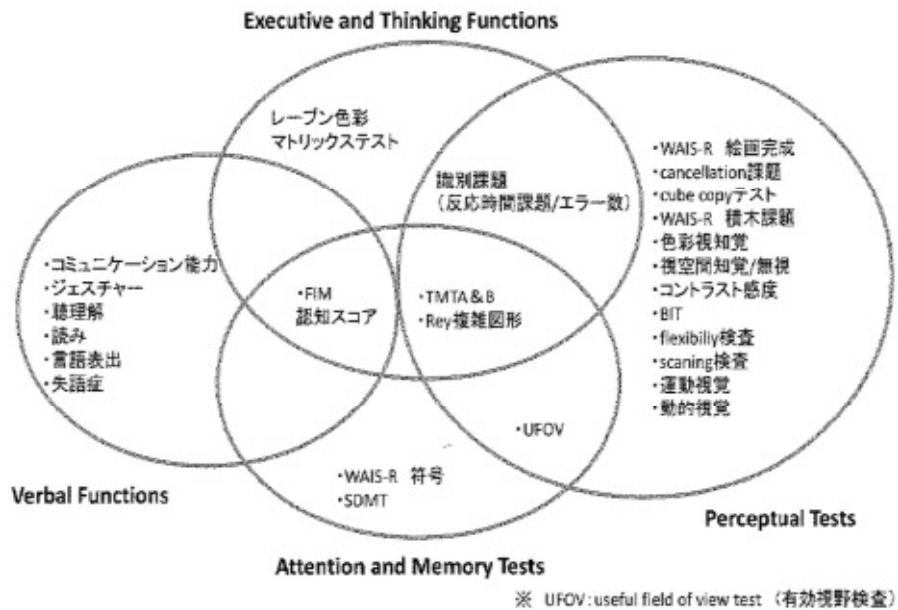 Executive and Thinking Functions
レーブン色彩
マトリックステスト
識別課題
（反応時間課題/エラー数）
・WAIS-R 絵画完成
・cancellation課題
・cube copyテスト
・WAIS-R 積木課題
・色彩視知覚
・視空間知覚/無視
・コントラスト感度
・BIT
・flexibiliy検査
・scaning検査
・運動視覚
・動的視覚
・コミュニケーション能力
・ジェスチャー
・聴理解
・読み
・言語表出
・失語症
・FIM
認知スコア
・TMTA＆B
・Rey複雑図形
・UFOV
・WAIS-R 符号
・SDMT
Verbal Functions
Perceptual Tests
Attention and Memory Tests
※ UFOV：useful field of view test （有効視野検査）